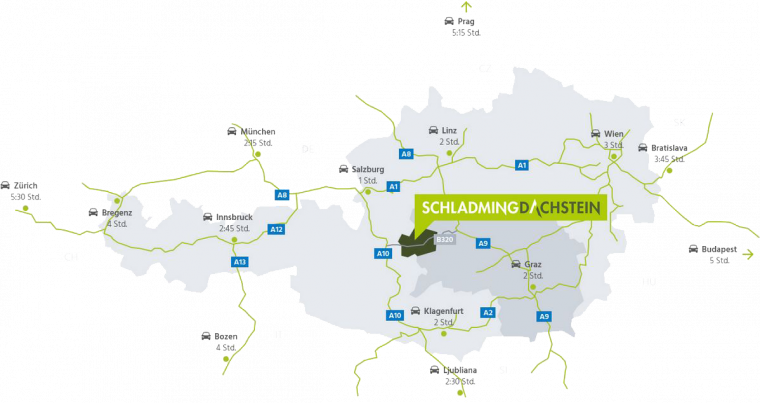 Prag
5:15 Std.
München
2:15 Std.
Linz
2 Std.
Wien
3 Std.
Bratislava
3:45 Std.
A8
A1
Salzburg
1 Std.
A1
Zürich
5:30 Std.
A8
Bregenz
4 Std.
Innsbruck
2:45 Std.
A12
SCHLADMINGDACHSTEIN
B320
A9
A10
Budapest
5 Std.
A13
Graz
2 Std.
A10
Klagenfurt
2 Std.
A2
A9
Bozen
4 Std.
Ljubljana
2:30 Std.